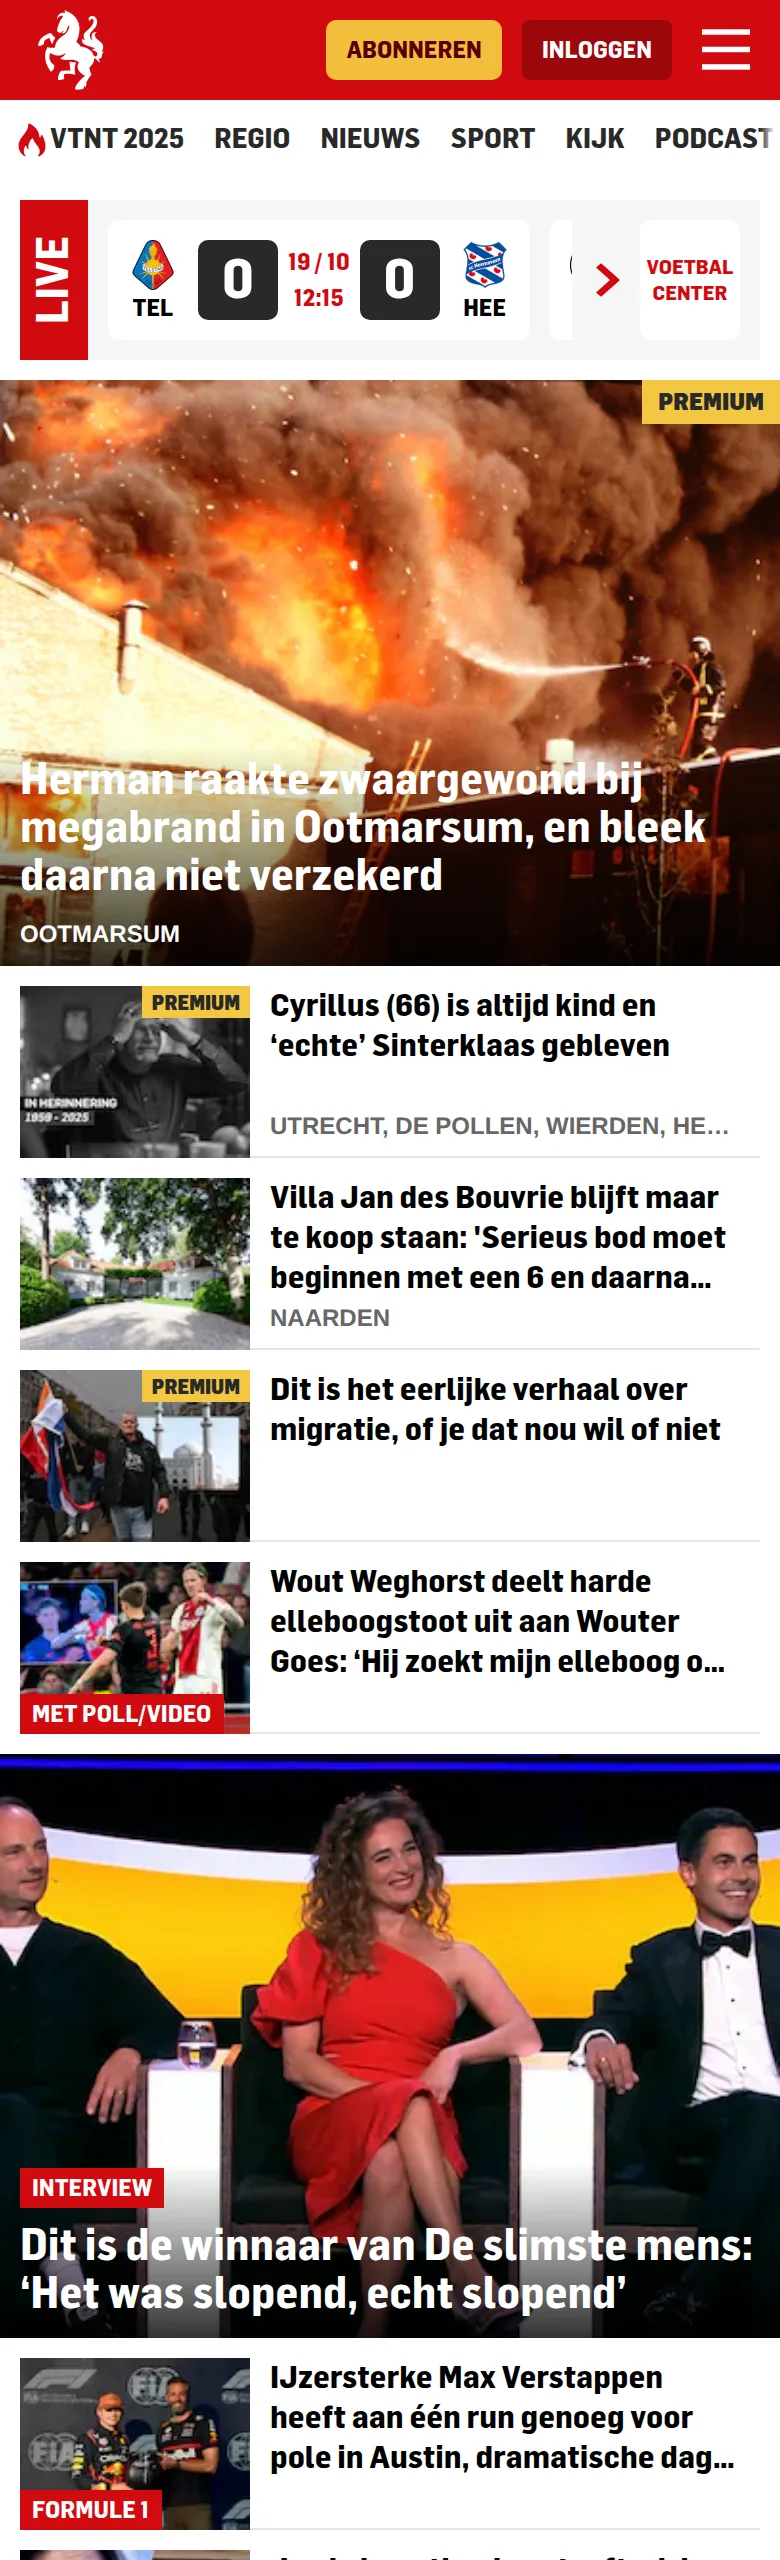 ABONNEREN
INLOGGEN
VTNT 2025 REGIO NIEUWS SPORT KIJK PODCAST
LIVE
TEL
0
19 / 10
12:15
0
HEE
VOETBAL
CENTER
PREMIUM
Herman raakte zwaargewond bij
megabrand in Ootmarsum, en bleek
daarna niet verzekerd
OOTMARSUM
PREMIUM
IN HERINNERING
1959 - 2025
Cyrillus (66) is altijd kind en
‘echte’ Sinterklaas gebleven
UTRECHT, DE POLLEN, WIERDEN, HE…
Villa Jan des Bouvrie blijft maar
te koop staan: 'Serieus bod moet
beginnen met een 6 en daarna...
NAARDEN
PREMIUM
Dit is het eerlijke verhaal over
migratie, of je dat nou wil of niet
Wout Weghorst deelt harde
elleboogstoot uit aan Wouter
Goes: ‘Hij zoekt mijn elleboog o...
MET POLL/VIDEO
INTERVIEW
Dit is de winnaar van De slimste mens:
‘Het was slopend, echt slopend’
IJzersterke Max Verstappen
heeft aan één run genoeg voor
pole in Austin, dramatische dag...
FORMULE 1